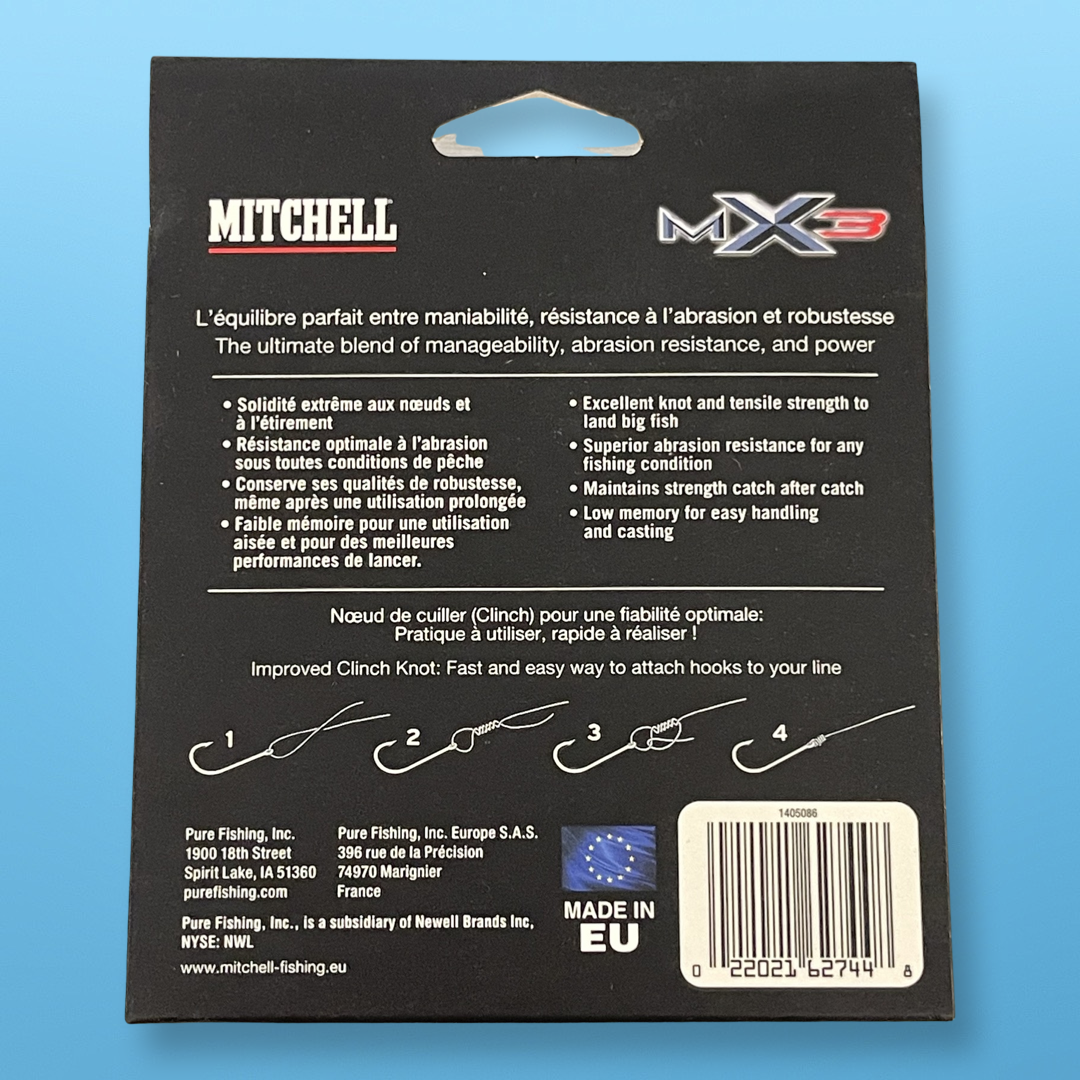 MITCHELL
MX3
L'équilibre parfait entre maniabilité, résistance à l'abrasion et robustesse
The ultimate blend of manageability, abrasion resistance, and power
• Solidité extrême aux nœuds et
à l'étirement
• Résistance optimale à l'abrasion
sous toutes conditions de pêche
• Conserve ses qualités de robustesse,
même après une utilisation prolongée
• Faible mémoire pour une utilisation
aisée et pour des meilleures
performances de lancer.
• Excellent knot and tensile strength to
land big fish
• Superior abrasion resistance for any
fishing condition
• Maintains strength catch after catch
• Low memory for easy handling
and casting
Nœud de cuiller (Clinch) pour une fiabilité optimale:
Pratique à utiliser, rapide à réaliser !
Improved Clinch Knot: Fast and easy way to attach hooks to your line
1 2 3 4
Pure Fishing, Inc.
1900 18th Street
Spirit Lake, IA 51360
purefishing.com
Pure Fishing, Inc. Europe S.A.S.
396 rue de la Précision
74970 Marignier
France
Pure Fishing, Inc., is a subsidiary of Newell Brands Inc,
NYSE: NWL
www.mitchell-fishing.eu
MADE IN
EU
1405086
0 22021 62744 8